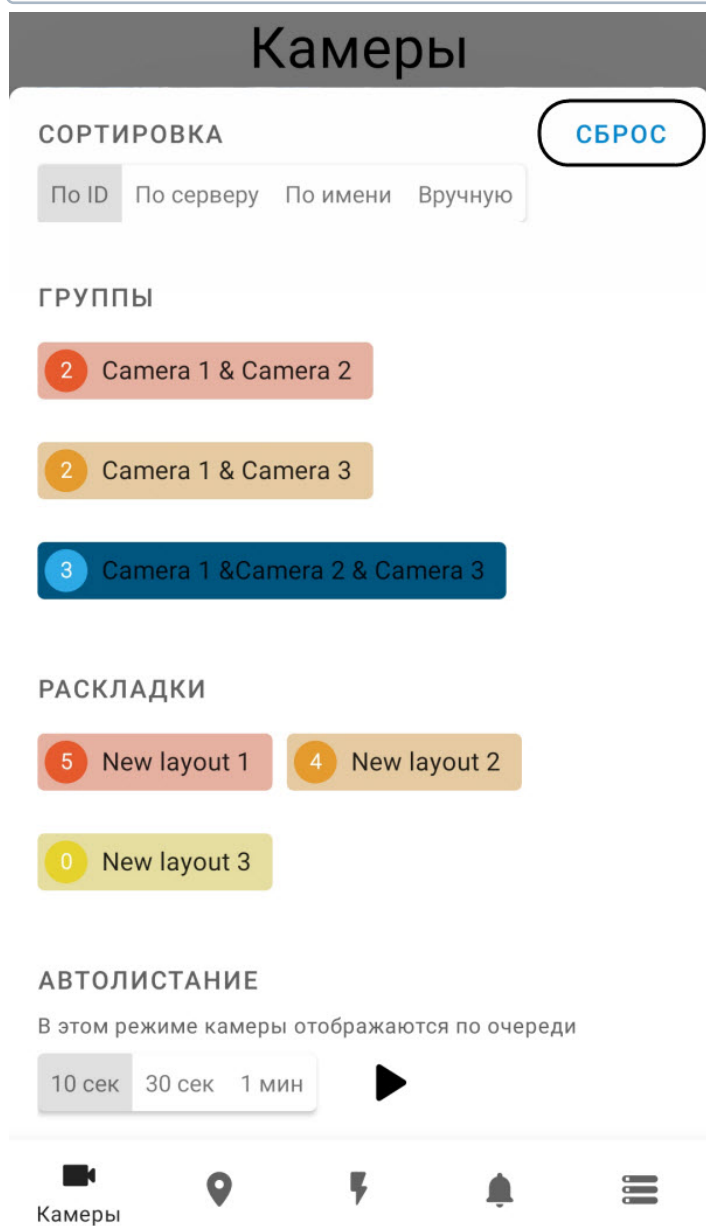 Камеры
СОРТИРОВКА СБРОС
По ID По серверу По имени Вручную
ГРУППЫ
2 Camera 1 & Camera 2
2 Camera 1 & Camera 3
3 Camera 1 &Camera 2 & Camera 3
РАСКЛАДКИ
5 New layout 1 4 New layout 2
0 New layout 3
АВТОЛИСТАНИЕ
В этом режиме камеры отображаются по очереди
10 сек 30 сек 1 мин
Камеры